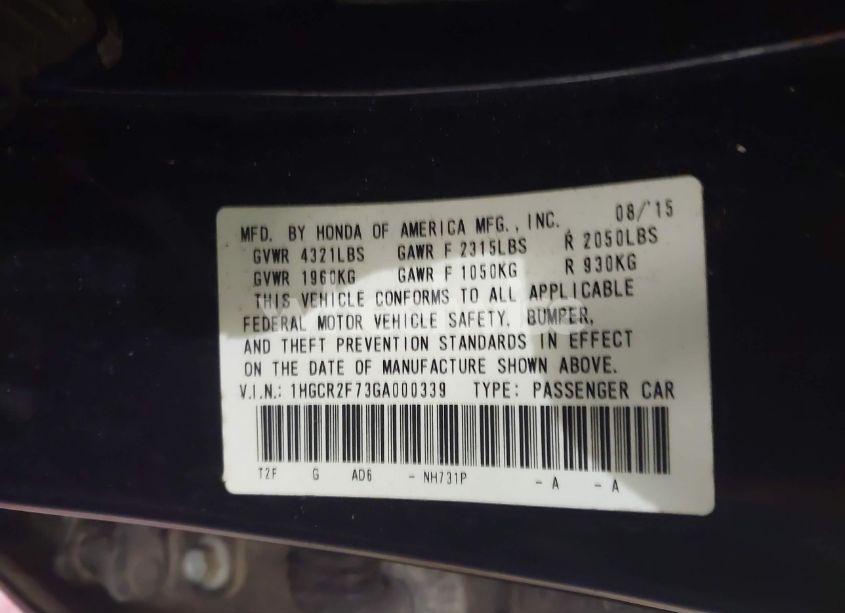 08/'15
MFD. BY HONDA OF AMERICA MFG., INC.
GVWR 4321LBS GAWR F 2315LBS R 2050LBS
GVWR 1960KG GAWR F 1050KG R 930KG
THIS VEHICLE CONFORMS TO ALL APPLICABLE
FEDERAL MOTOR VEHICLE SAFETY, BUMPER,
AND THEFT PREVENTION STANDARDS IN EFFECT
ON THE DATE OF MANUFACTURE SHOWN ABOVE.
V.I.N.: 1HGCR2F73GA000339 TYPE: PASSENGER CAR
T2F G AD6 - NH731P - A - A